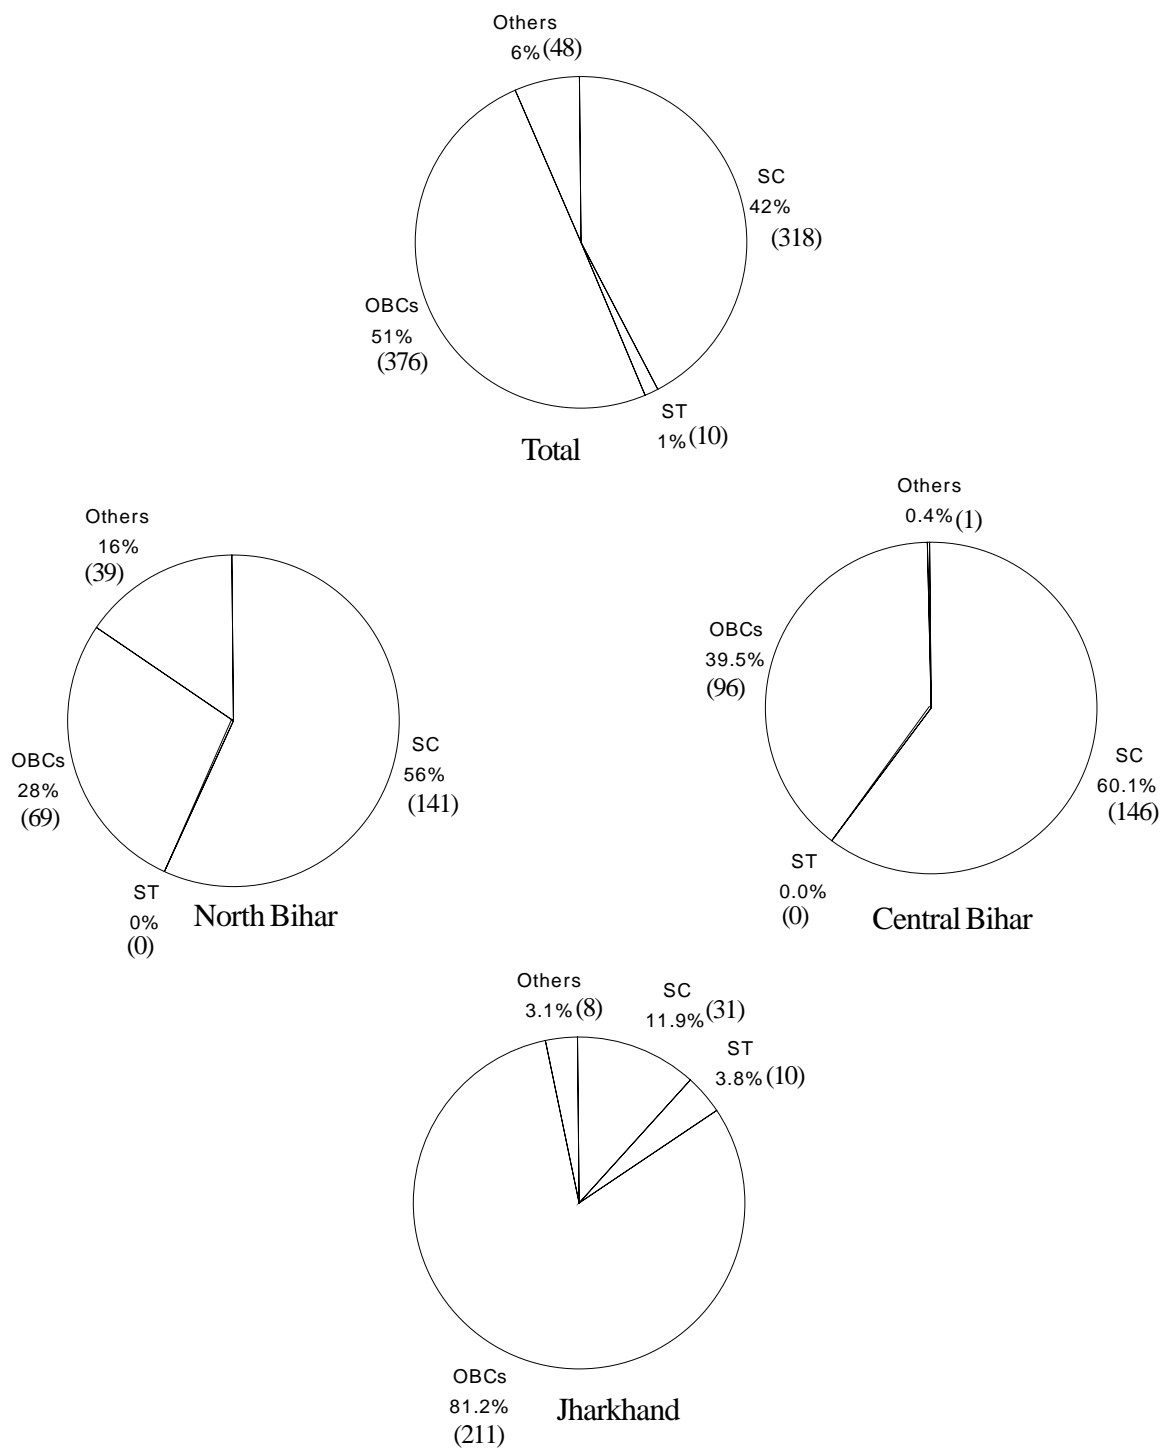 Others
6% (48)
SC
42%
(318)
OBCs
51%
(376)
ST
1% (10)
Total
Others
16%
(39)
SC
56%
(141)
OBCs
28%
(69)
ST
0%
(0)
North Bihar
Others
0.4% (1)
OBCs
39.5%
(96)
SC
60.1%
(146)
ST
0.0%
(0)
Central Bihar
Others
3.1% (8)
SC
11.9% (31)
ST
3.8% (10)
OBCs
81.2%
(211)
Jharkhand